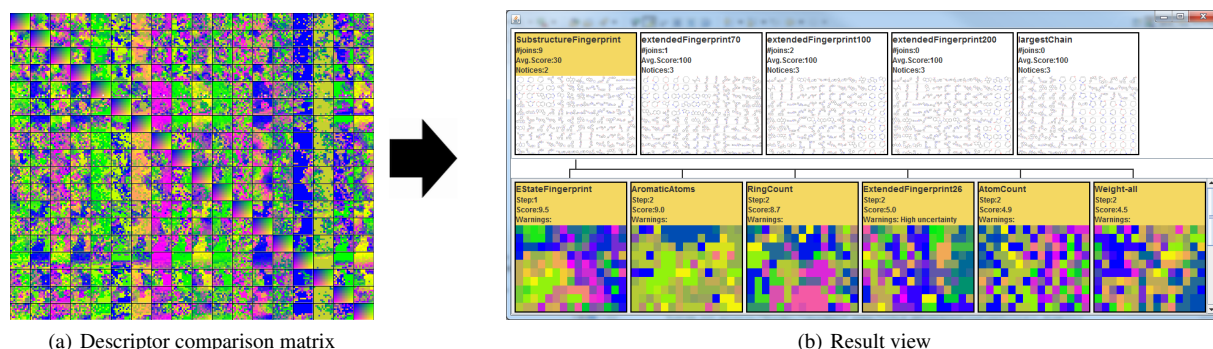 SubstructureFingerprint
#joins:9
Avg.Score:30
Notices:2
extendedFingerprint70
#joins:1
Avg.Score:100
Notices:3
extendedFingerprint100
#joins:2
Avg.Score:100
Notices:3
extendedFingerprint200
#joins:0
Avg.Score:100
Notices:3
largestChain
#joins:0
Avg.Score:100
Notices:3
EStateFingerprint
Step:1
Score:9.5
Warnings:
AromaticAtoms
Step:2
Score:9.0
Warnings:
RingCount
Step:2
Score:8.7
Warnings:
ExtendedFingerprint26
Step:2
Score:5.0
Warnings: High uncertainty
AtomCount
Step:2
Score:4.9
Warnings:
Weight-all
Step:2
Score:4.5
Warnings:
(a) Descriptor comparison matrix
(b) Result view